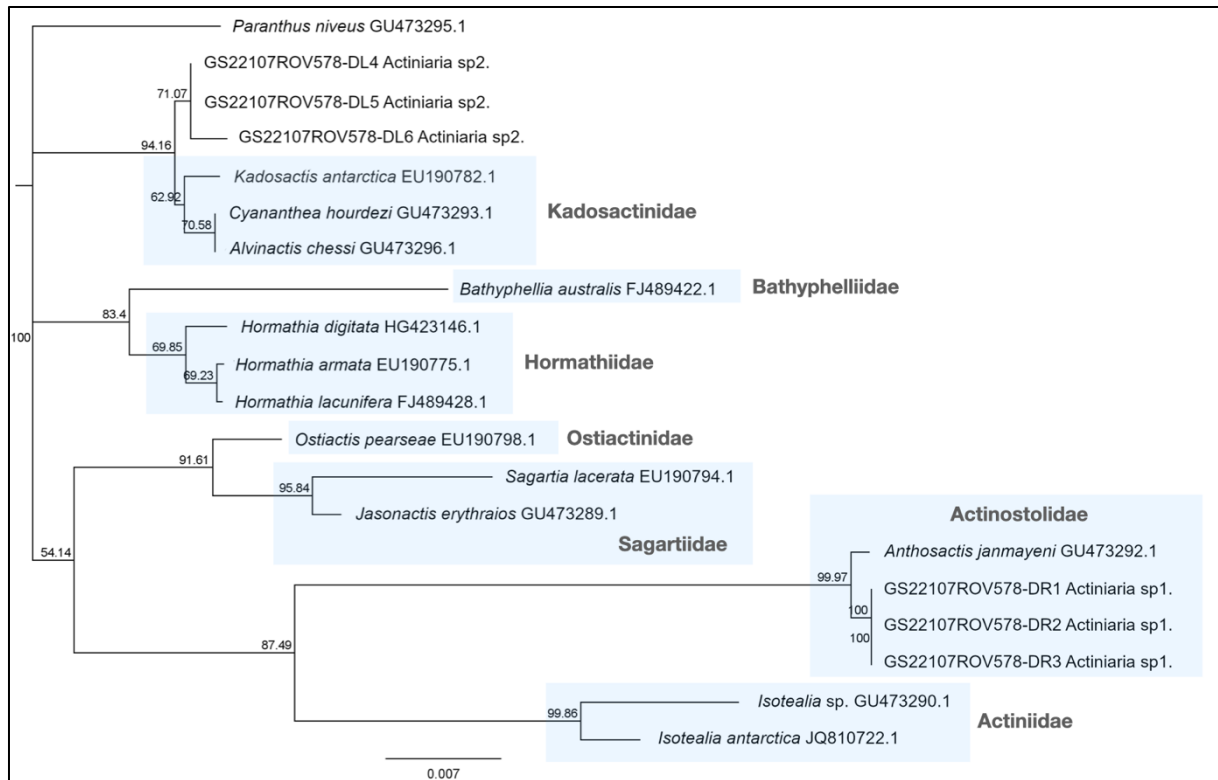 Paranthus niveus GU473295.1
GS22107ROV578-DL4 Actiniaria sp2.
71.07
GS22107ROV578-DL5 Actiniaria sp2.
GS22107ROV578-DL6 Actiniaria sp2.
94.16
Kadosactis antarctica EU190782.1
62.92
Cyananthea hourdezi GU473293.1
Kadosactinidae
70.58
Alvinactis chessi GU473296.1
Bathyphellia australis FJ489422.1
Bathyphelliidae
83.4
Hormathia digitata HG423146.1
100
69.85
Hormathia armata EU190775.1
Hormathiidae
69.23
Hormathia lacunifera FJ489428.1
Ostiactis pearseae EU190798.1
Ostiactinidae
91.61
Sagartia lacerata EU190794.1
95.84
Jasonactis erythraios GU473289.1
Sagartiidae
Actinostolidae
54.14
Anthosactis janmayeni GU473292.1
99.97
GS22107ROV578-DR1 Actiniaria sp1.
100
GS22107ROV578-DR2 Actiniaria sp1.
100
GS22107ROV578-DR3 Actiniaria sp1.
87.49
Isotealia sp. GU473290.1
99.86
Actiniidae
Isotealia antarctica JQ810722.1
0.007